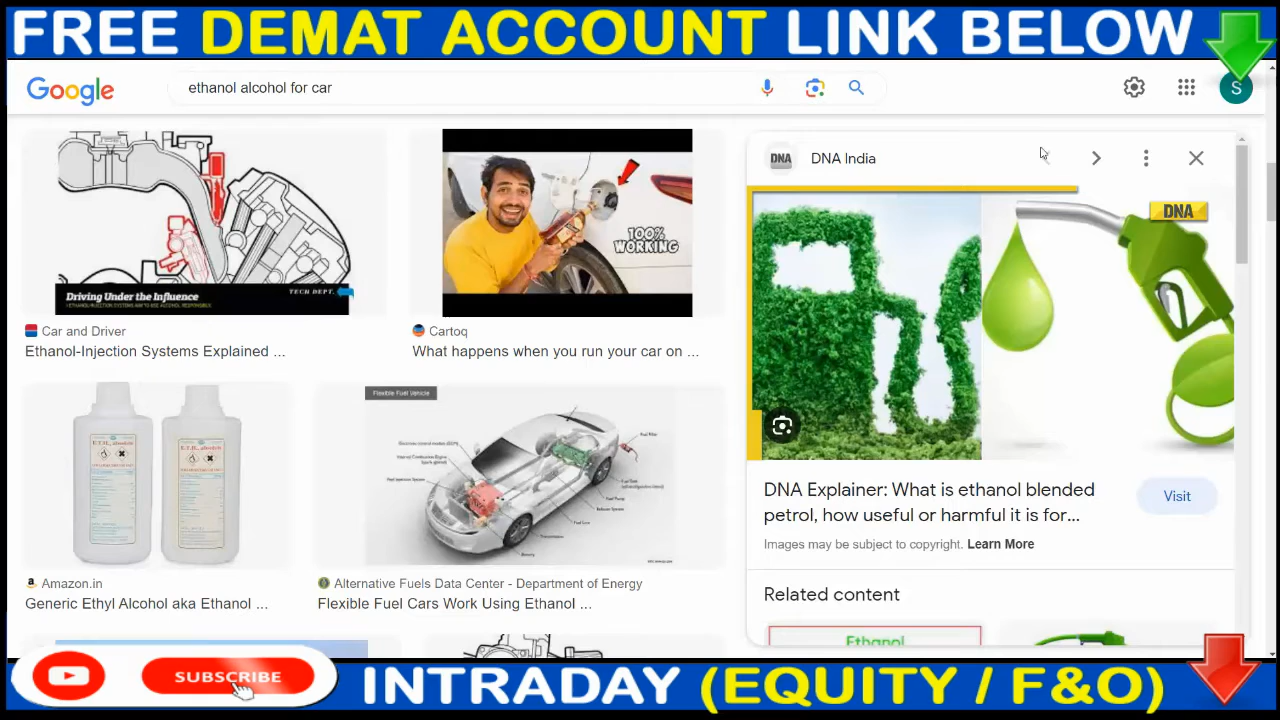 FREE DEMAT ACCOUNT LINK BELOW
Google
ethanol alcohol for car
S
DNA
DNA India
DNA
100%
WORKING
Driving Under the Influence
TECH DEPT.
Car and Driver
Ethanol-Injection Systems Explained ...
Cartoq
What happens when you run your car on ...
Flexible Fuel Vehicle
DNA Explainer: What is ethanol blended
petrol, how useful or harmful it is for...
Visit
Images may be subject to copyright. Learn More
Amazon.in
Generic Ethyl Alcohol aka Ethanol ...
Alternative Fuels Data Center - Department of Energy
Flexible Fuel Cars Work Using Ethanol ...
Related content
Ethanol
SUBSCRIBE
INTRADAY (EQUITY / F&O)